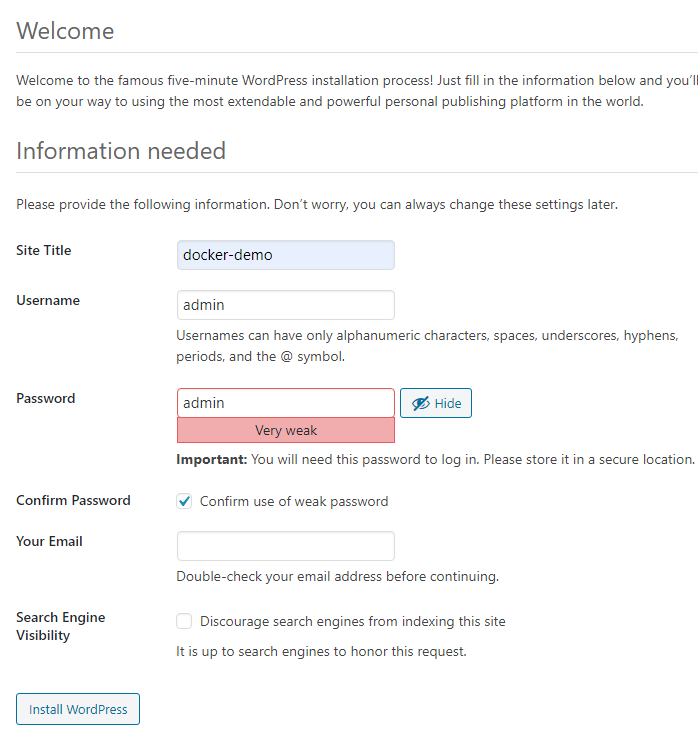 Welcome
Welcome to the famous five-minute WordPress installation process! Just fill in the information below and you'll
be on your way to using the most extendable and powerful personal publishing platform in the world.
Information needed
Please provide the following information. Don't worry, you can always change these settings later.
Site Title
docker-demo
Username
admin
Usernames can have only alphanumeric characters, spaces, underscores, hyphens,
periods, and the @ symbol.
Password
admin
Hide
Very weak
Important: You will need this password to log in. Please store it in a secure location.
Confirm Password
Confirm use of weak password
Your Email
Double-check your email address before continuing.
Search Engine
Visibility
Discourage search engines from indexing this site
It is up to search engines to honor this request.
Install WordPress